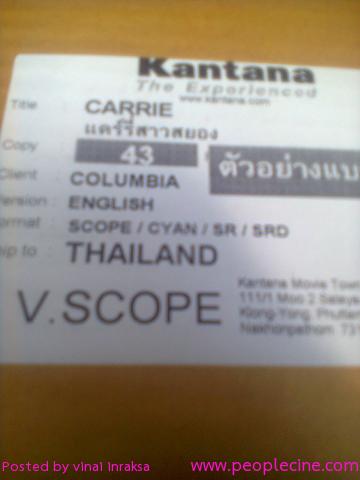 Kantana
The Experienced
www.kantana.com
Title : CARRIE
แคร์รี่สาวสยอง
Copy : 43
ตัวอย่างแบ
Client : COLUMBIA
ersion : ENGLISH
ormat : SCOPE / CYAN / SR / SRD
hip to : THAILAND
V.SCOPE
Kantana Movie Town
111/1 Moo 2 Salaya
Klong-Yong, Phuttam
Nakhonpathom 731
Posted by vinai inraksa
www.peoplecine.com